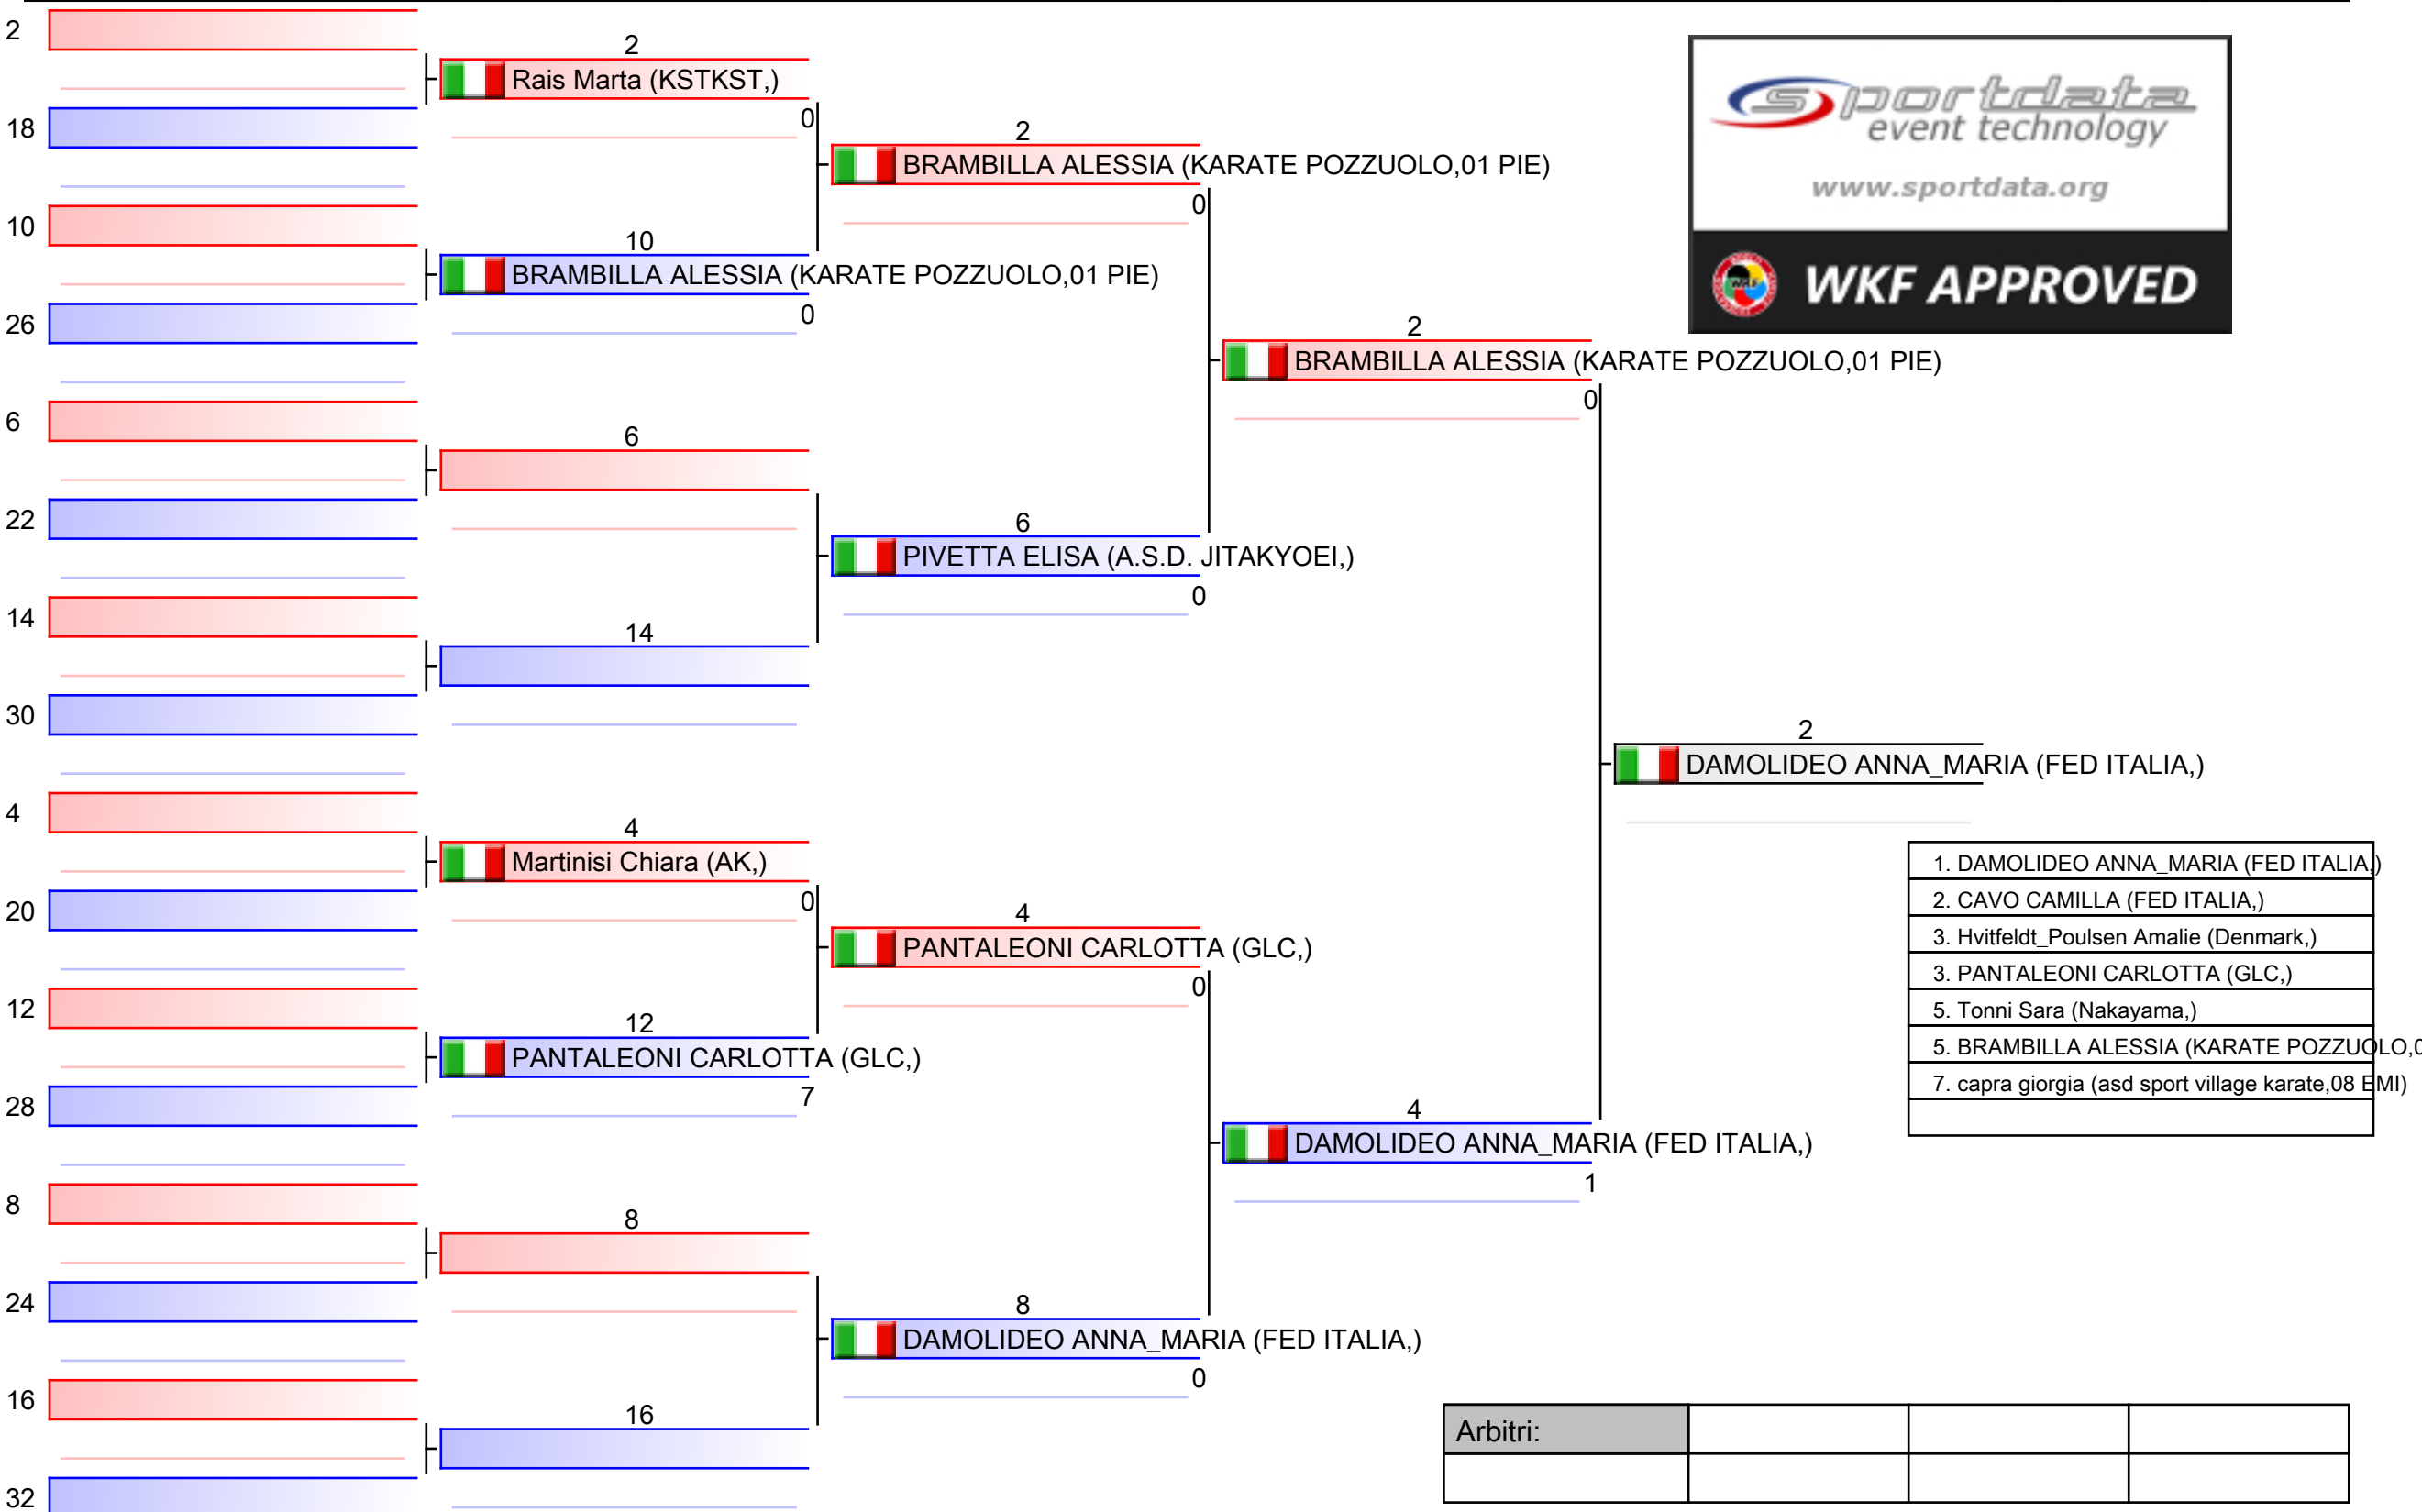 2
2
Rais Marta (KSTKST,)
0
18
2
BRAMBILLA ALESSIA (KARATE POZZUOLO,01 PIE)
0
10
10
BRAMBILLA ALESSIA (KARATE POZZUOLO,01 PIE)
0
26
sportdata
event technology
www.sportdata.org
WKF
WKF APPROVED
2
BRAMBILLA ALESSIA (KARATE POZZUOLO,01 PIE)
0
6
6
22
6
PIVETTA ELISA (A.S.D. JITAKYOEI,)
0
14
14
30
2
DAMOLIDEO ANNA_MARIA (FED ITALIA,)
4
4
Martinisi Chiara (AK,)
0
20
4
PANTALEONI CARLOTTA (GLC,)
0
12
12
PANTALEONI CARLOTTA (GLC,)
7
28
1. DAMOLIDEO ANNA_MARIA (FED ITALIA,)
2. CAVO CAMILLA (FED ITALIA,)
3. Hvitfeldt_Poulsen Amalie (Denmark,)
3. PANTALEONI CARLOTTA (GLC,)
5. Tonni Sara (Nakayama,)
5. BRAMBILLA ALESSIA (KARATE POZZUOLO,0
7. capra giorgia (asd sport village karate,08 EMI)
4
DAMOLIDEO ANNA_MARIA (FED ITALIA,)
1
8
8
24
8
DAMOLIDEO ANNA_MARIA (FED ITALIA,)
0
16
16
32
Arbitri: